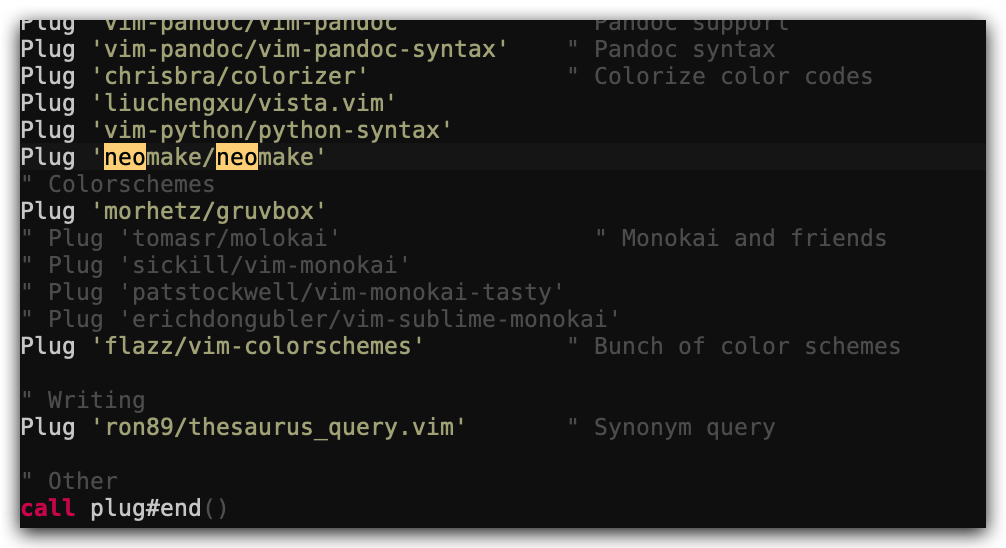 Plug 'vim-pandoc/vim-pandoc' " Pandoc support
Plug 'vim-pandoc/vim-pandoc-syntax' " Pandoc syntax
Plug 'chrisbra/colorizer' " Colorize color codes
Plug 'liuchengxu/vista.vim'
Plug 'vim-python/python-syntax'
Plug 'neomake/neomake'
" Colorschemes
Plug 'morhetz/gruvbox'
" Plug 'tomasr/molokai' " Monokai and friends
" Plug 'sickill/vim-monokai'
" Plug 'patstockwell/vim-monokai-tasty'
" Plug 'erichdongubler/vim-sublime-monokai'
Plug 'flazz/vim-colorschemes' " Bunch of color schemes
" Writing
Plug 'ron89/thesaurus_query.vim' " Synonym query
" Other
call plug#end()